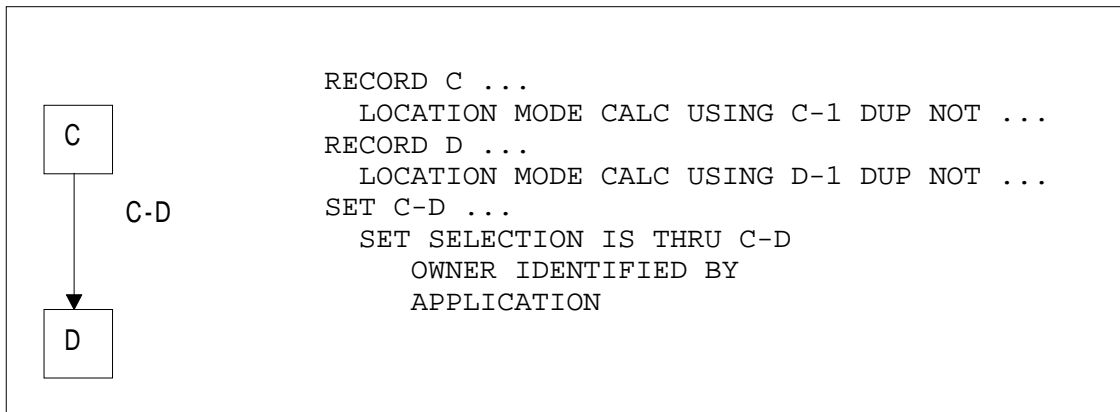 C
C-D
D
RECORD C ...
LOCATION MODE CALC USING C-1 DUP NOT ...
RECORD D ...
LOCATION MODE CALC USING D-1 DUP NOT ...
SET C-D ...
SET SELECTION IS THRU C-D
OWNER IDENTIFIED BY
APPLICATION